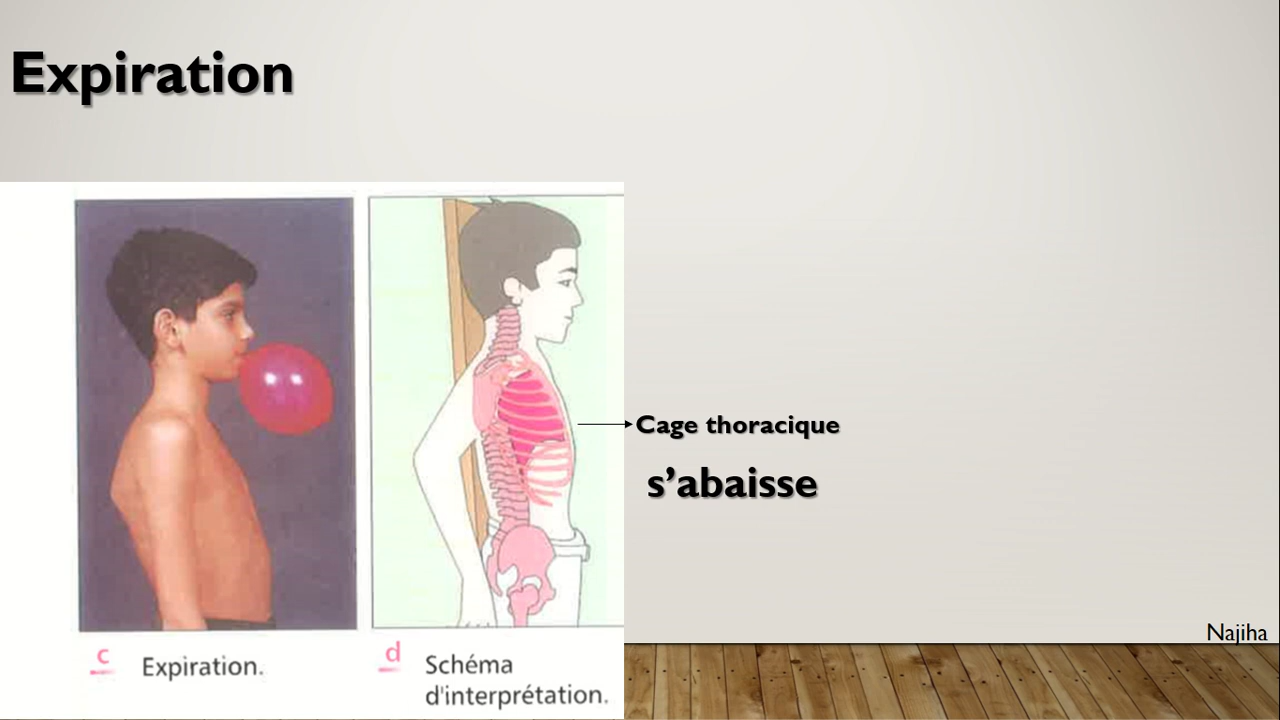 Expiration
Cage thoracique
s’abaisse
c
Expiration.
d
Schéma
d'interprétation.
Najiha